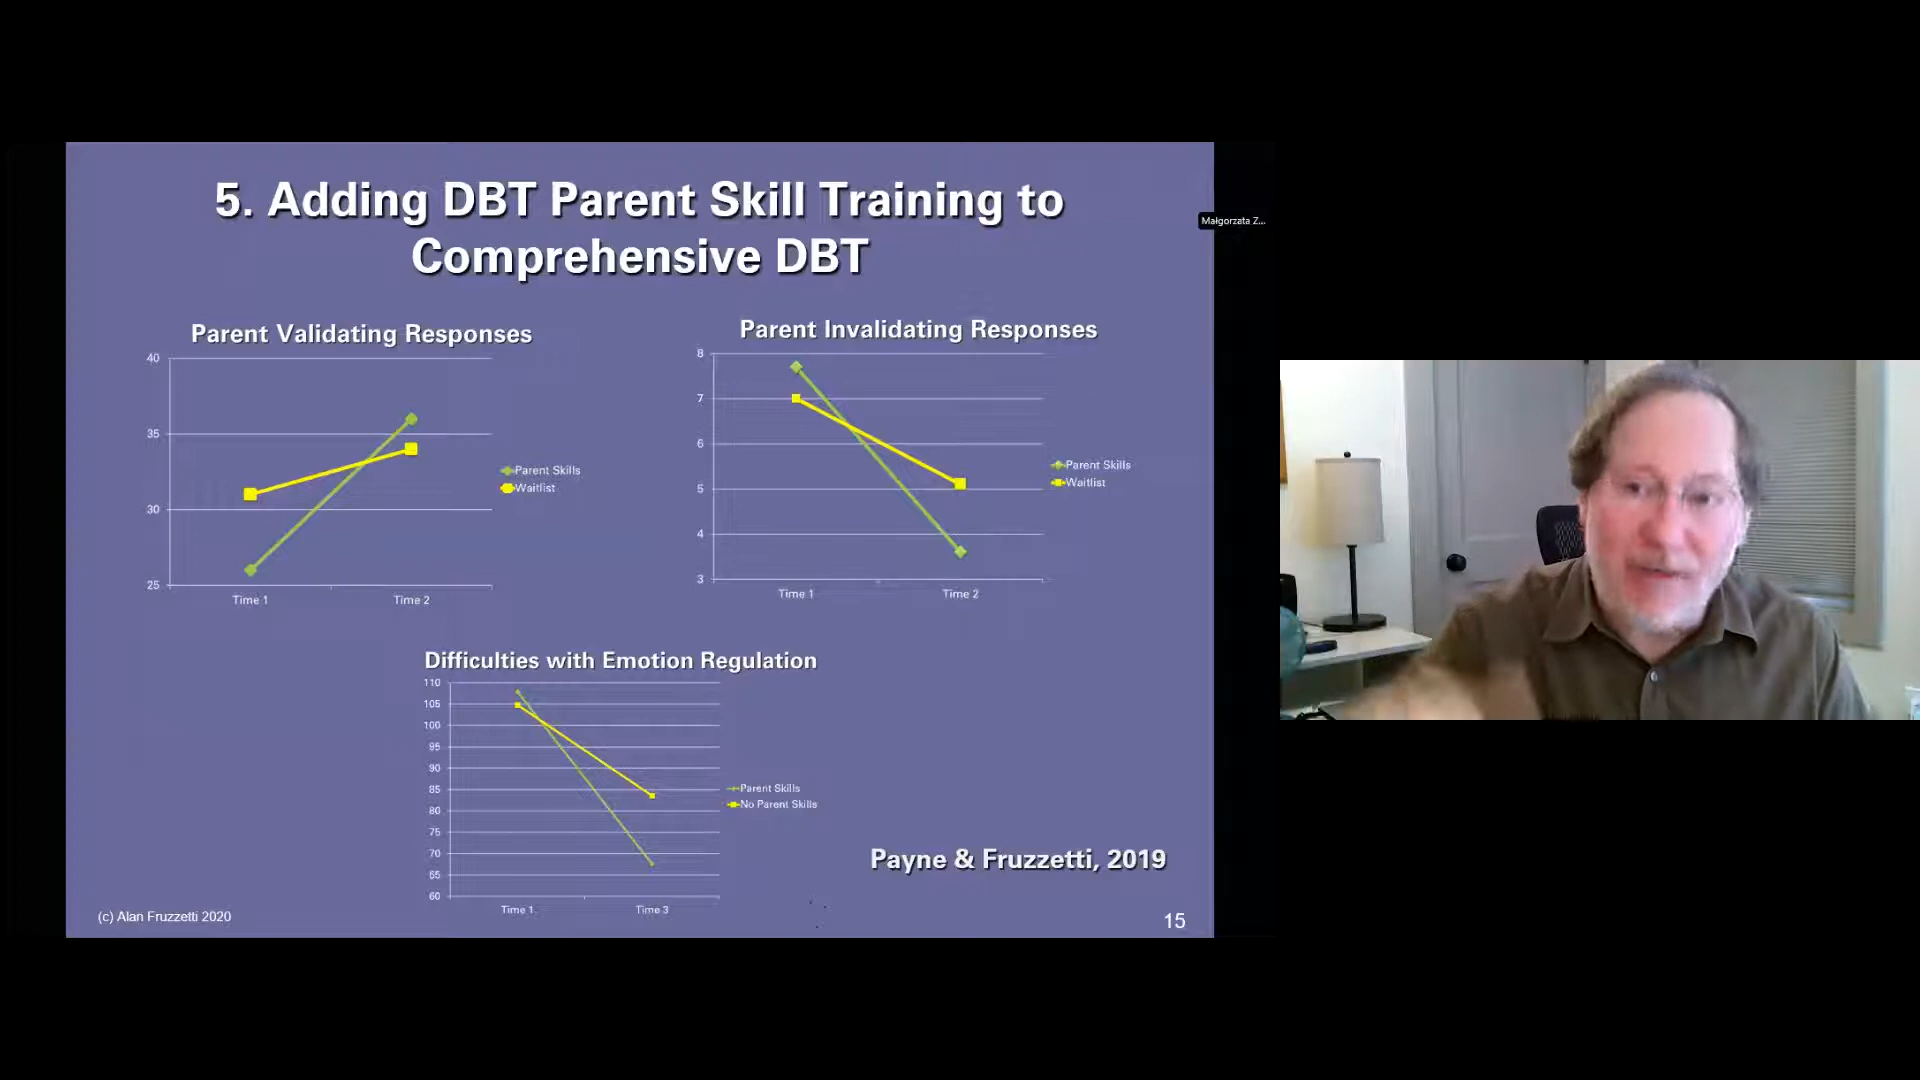 5. Adding DBT Parent Skill Training to
Comprehensive DBT
Małgorzata Z...
Parent Validating Responses
40
35
30
25
Time 1
Time 2
Parent Skills
Waitlist
Parent Invalidating Responses
8
7
6
5
4
3
Time 1
Time 2
Parent Skills
Waitlist
Difficulties with Emotion Regulation
110
105
100
95
90
85
80
75
70
65
60
Time 1
Time 3
Parent Skills
No Parent Skills
Payne & Fruzzetti, 2019
(c) Alan Fruzzetti 2020
15